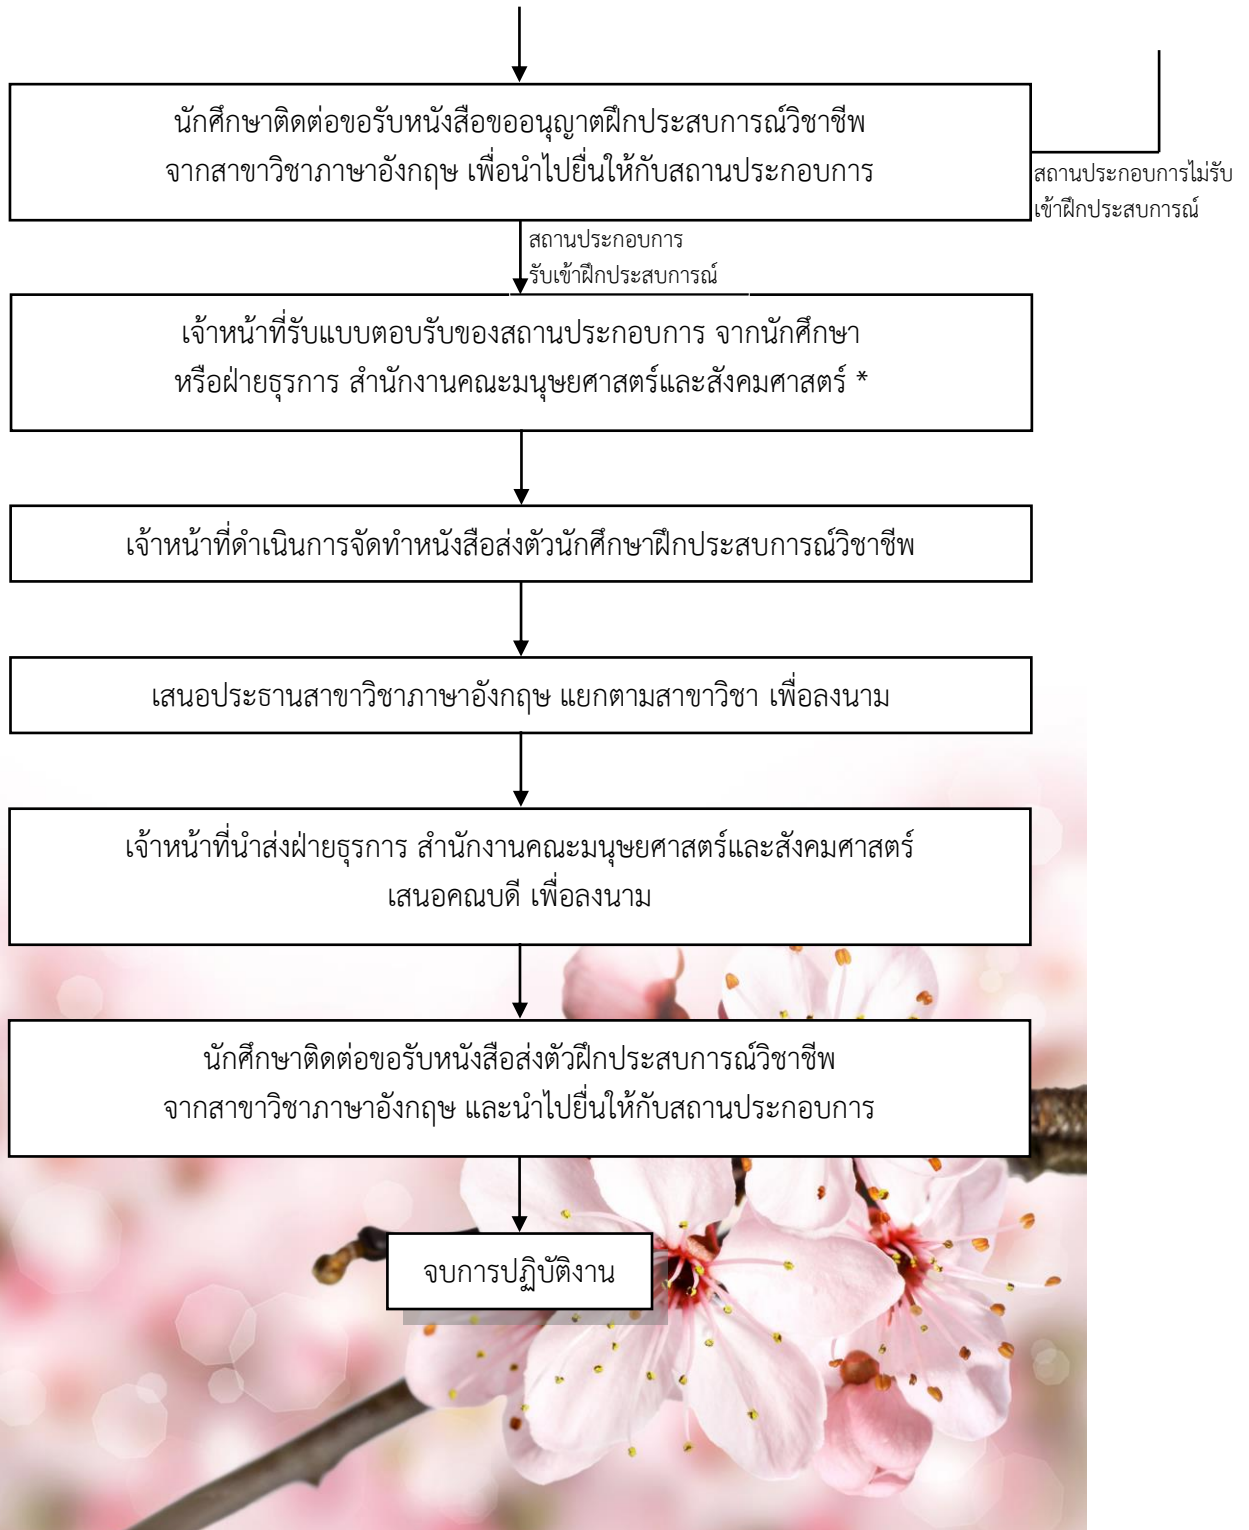 นักศึกษาติดต่อขอรับหนังสือขออนุญาตฝึกประสบการณ์วิชาชีพ
จากสาขาวิชาภาษาอังกฤษ เพื่อนำไปยื่นให้กับสถานประกอบการ
สถานประกอบการไม่รับ
เข้าฝึกประสบการณ์
สถานประกอบการ
รับเข้าฝึกประสบการณ์
เจ้าหน้าที่รับแบบตอบรับของสถานประกอบการ จากนักศึกษา
หรือฝ่ายธุรการ สำนักงานคณะมนุษยศาสตร์และสังคมศาสตร์ *
เจ้าหน้าที่ดำเนินการจัดทำหนังสือส่งตัวนักศึกษาฝึกประสบการณ์วิชาชีพ
เสนอประธานสาขาวิชาภาษาอังกฤษ แยกตามสาขาวิชา เพื่อลงนาม
เจ้าหน้าที่นำส่งฝ่ายธุรการ สำนักงานคณะมนุษยศาสตร์และสังคมศาสตร์
เสนอคณบดี เพื่อลงนาม
นักศึกษาติดต่อขอรับหนังสือส่งตัวฝึกประสบการณ์วิชาชีพ
จากสาขาวิชาภาษาอังกฤษ และนำไปยื่นให้กับสถานประกอบการ
จบการปฏิบัติงาน